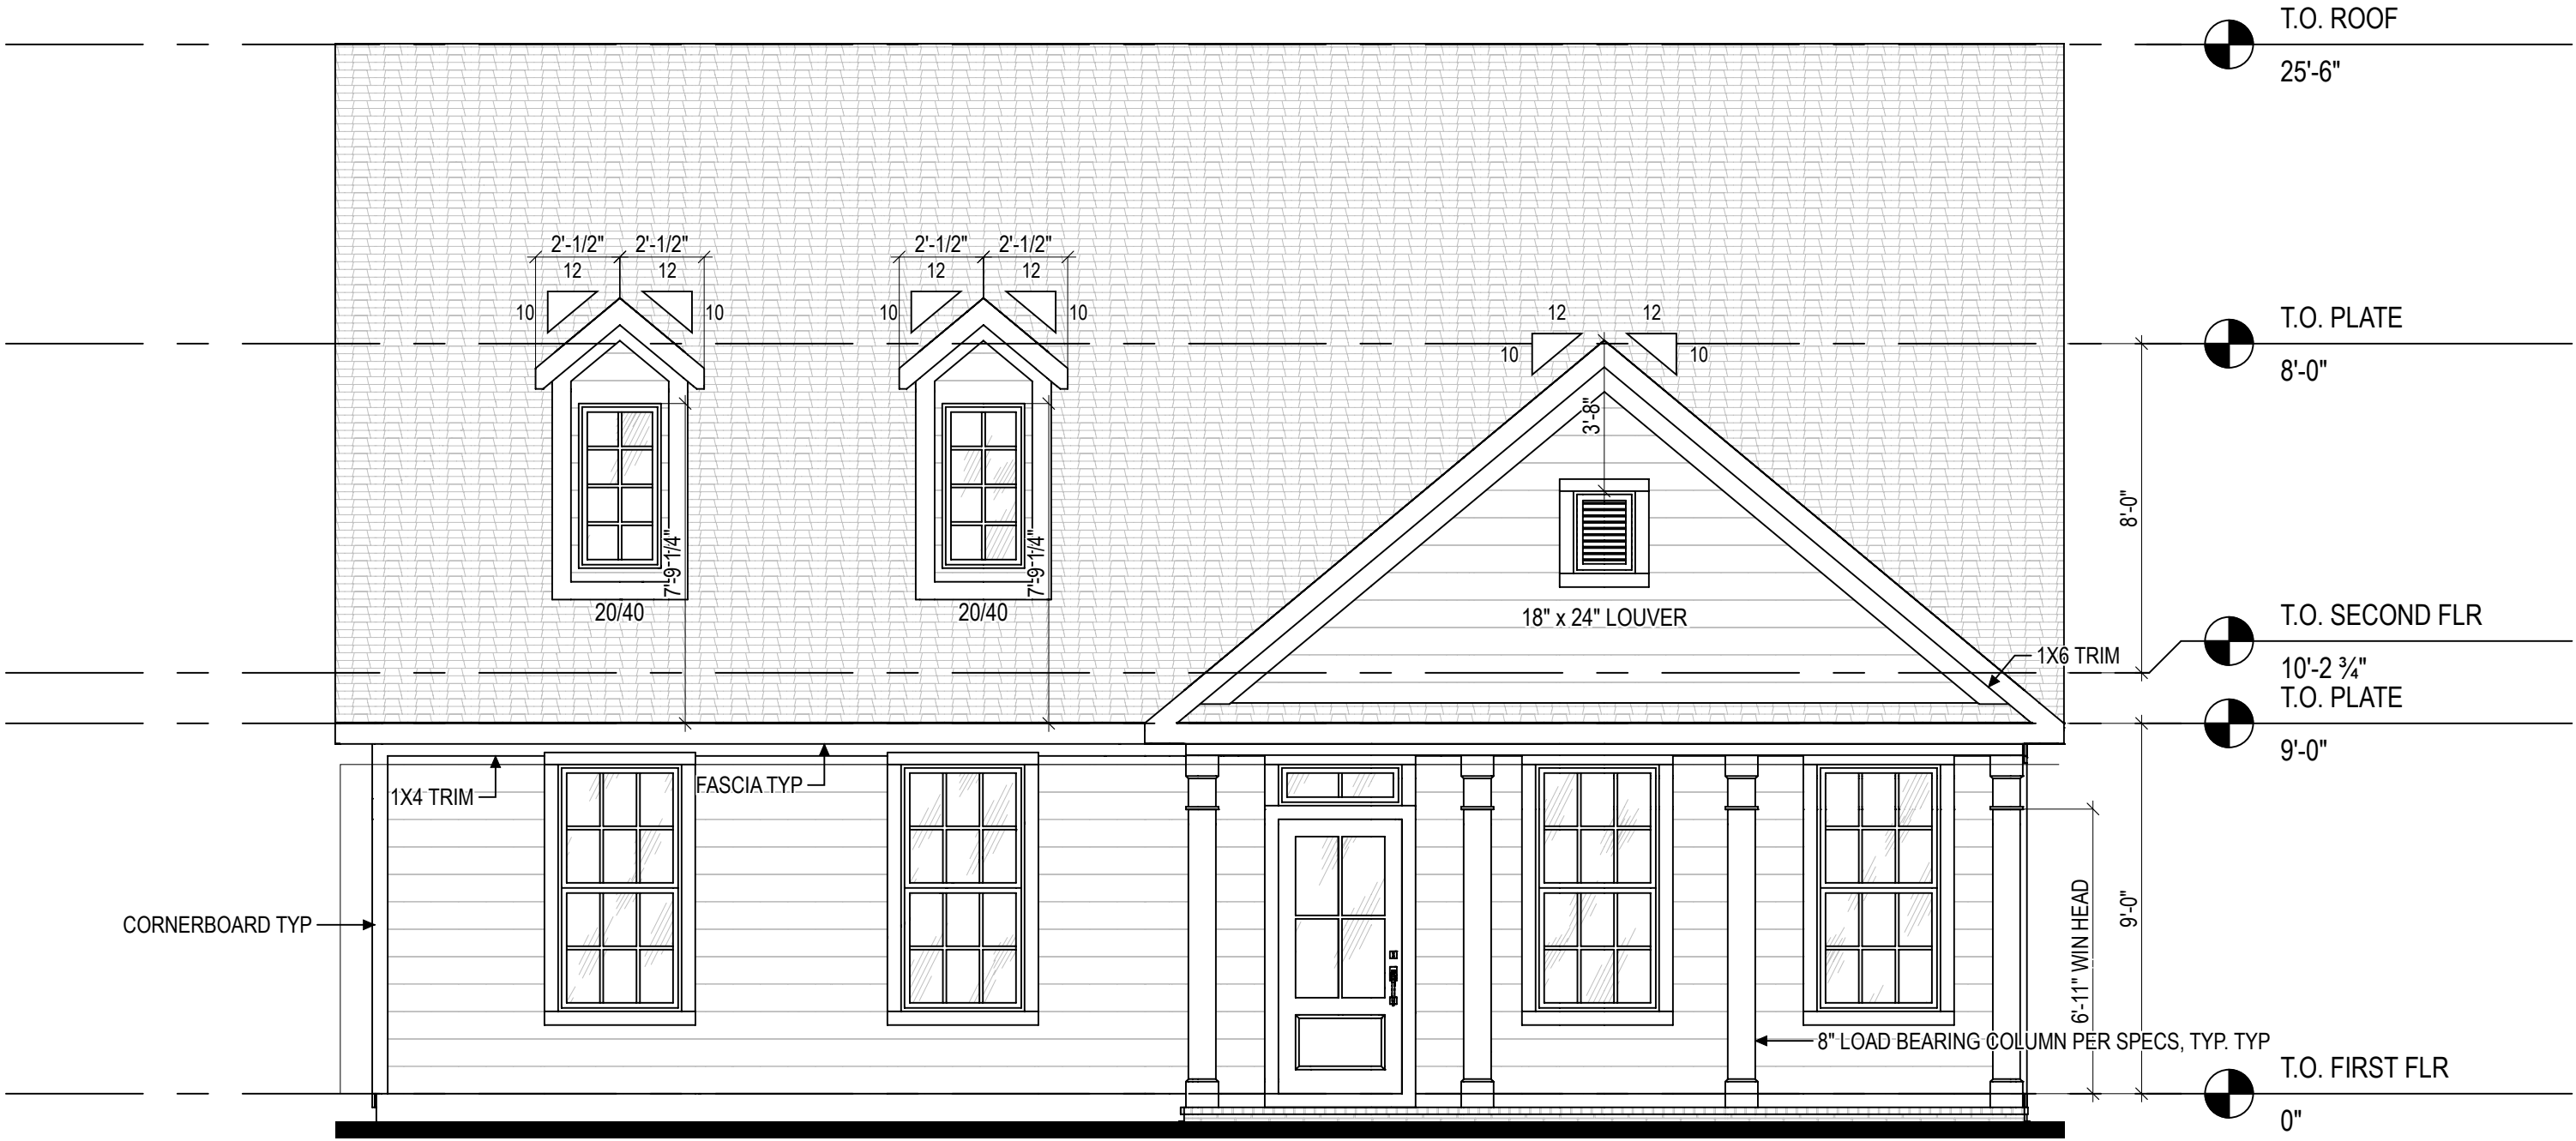 T.O. ROOF
25'-6"
2'-1/2" 2'-1/2" 2'-1/2" 2'-1/2"
12 12 12 12
10 10 10 10
12 12
T.O. PLATE
10 10
8'-0"
3'-8"
8'-0"
7'-9-1/4" 7'-9-1/4"
20/40 20/40
18" x 24" LOUVER
T.O. SECOND FLR
1X6 TRIM
10'-2 ¾"
T.O. PLATE
9'-0"
1X4 TRIM
FASCIA TYP
CORNERBOARD TYP
6'-11" WIN HEAD
9'-0"
8" LOAD BEARING COLUMN PER SPECS, TYP. TYP
T.O. FIRST FLR
0"